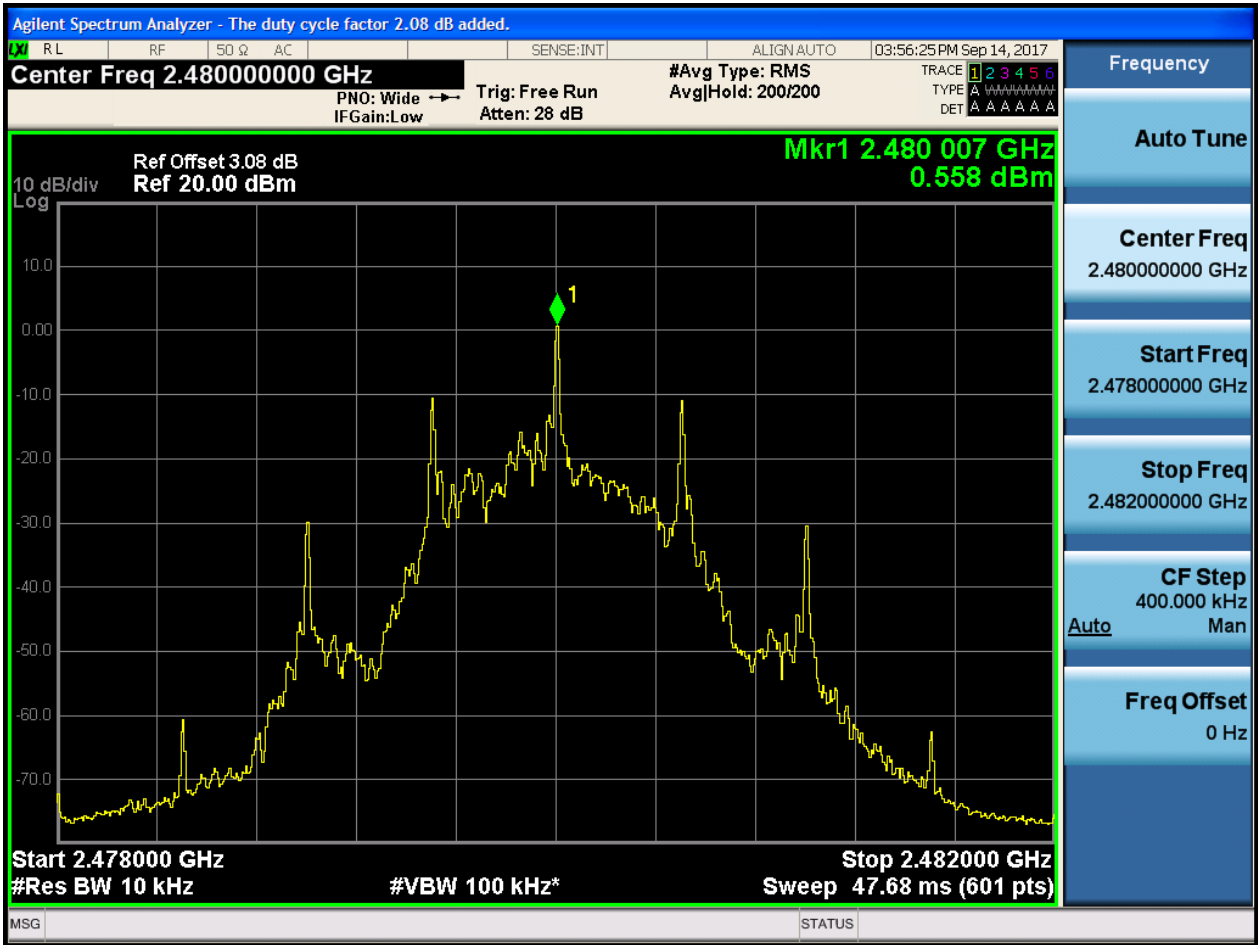 Agilent Spectrum Analyzer - The duty cycle factor 2.08 dB added.
LXI RL RF 50 Ω AC SENSE:INT ALIGN AUTO 03:56:25 PM Sep 14, 2017
Center Freq 2.480000000 GHz
PNO: Wide
IFGain:Low
Trig: Free Run
Atten: 28 dB
#Avg Type: RMS
Avg|Hold: 200/200
TRACE 1 2 3 4 5 6
TYPE A WWWWW
DET A A A A A A
Frequency
Mkr1 2.480 007 GHz
0.558 dBm
Ref Offset 3.08 dB
10 dB/div Ref 20.00 dBm
Log
10.0
0.00
-10.0
-20.0
-30.0
-40.0
-50.0
-60.0
-70.0
1
Start 2.478000 GHz Stop 2.482000 GHz
#Res BW 10 kHz #VBW 100 kHz* Sweep 47.68 ms (601 pts)
Auto Tune
Center Freq
2.480000000 GHz
Start Freq
2.478000000 GHz
Stop Freq
2.482000000 GHz
CF Step
400.000 kHz
Auto Man
Freq Offset
0 Hz
MSG STATUS